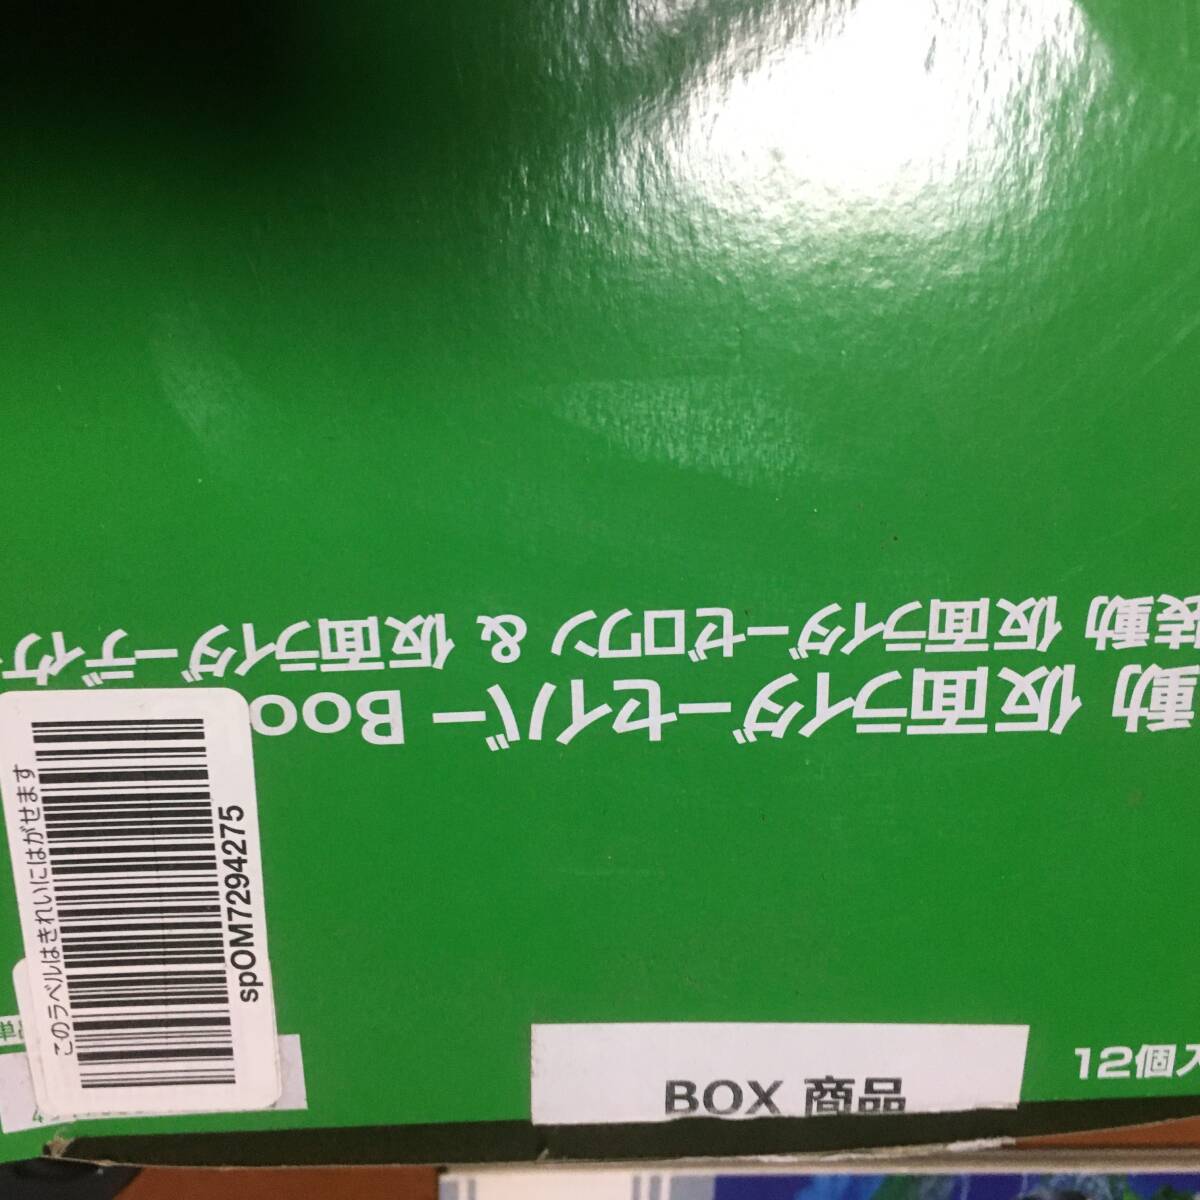 動 仮面ライダーセイバー Boo
装動 仮面ライダーゼロワン & 仮面ライダーディケ
このラベルはきれいにはがせます
spOM7294275
12個入
BOX 商品